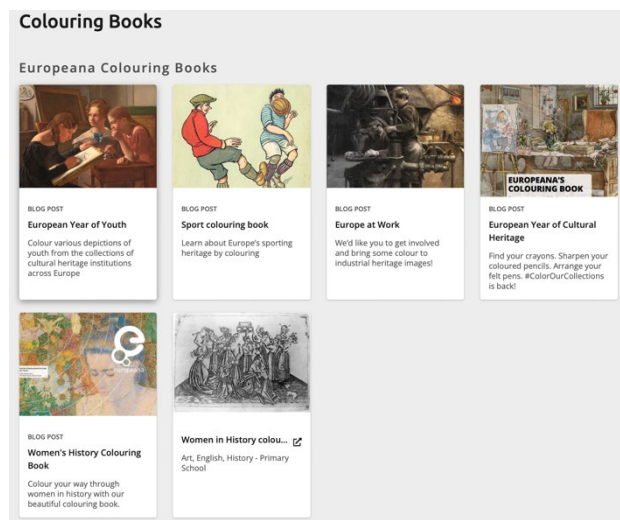 Colouring Books
Europeana Colouring Books
BLOG POST
European Year of Youth
Colour various depictions of
youth from the collections of
cultural heritage institutions
across Europe
BLOG POST
Sport colouring book
Learn about Europe's sporting
heritage by colouring
BLOG POST
Europe at Work
We'd like you to get involved
and bring some colour to
industrial heritage images!
EUROPEANA'S
COLOURING BOOK
BLOG POST
European Year of Cultural
Heritage
Find your crayons. Sharpen your
coloured pencils. Arrange your
felt pens. #ColorOurCollections
is back!
europeana
BLOG POST
Women's History Colouring
Book
Colour your way through
women in history with our
beautiful colouring book.
Women in History colou...
Art, English, History - Primary
School